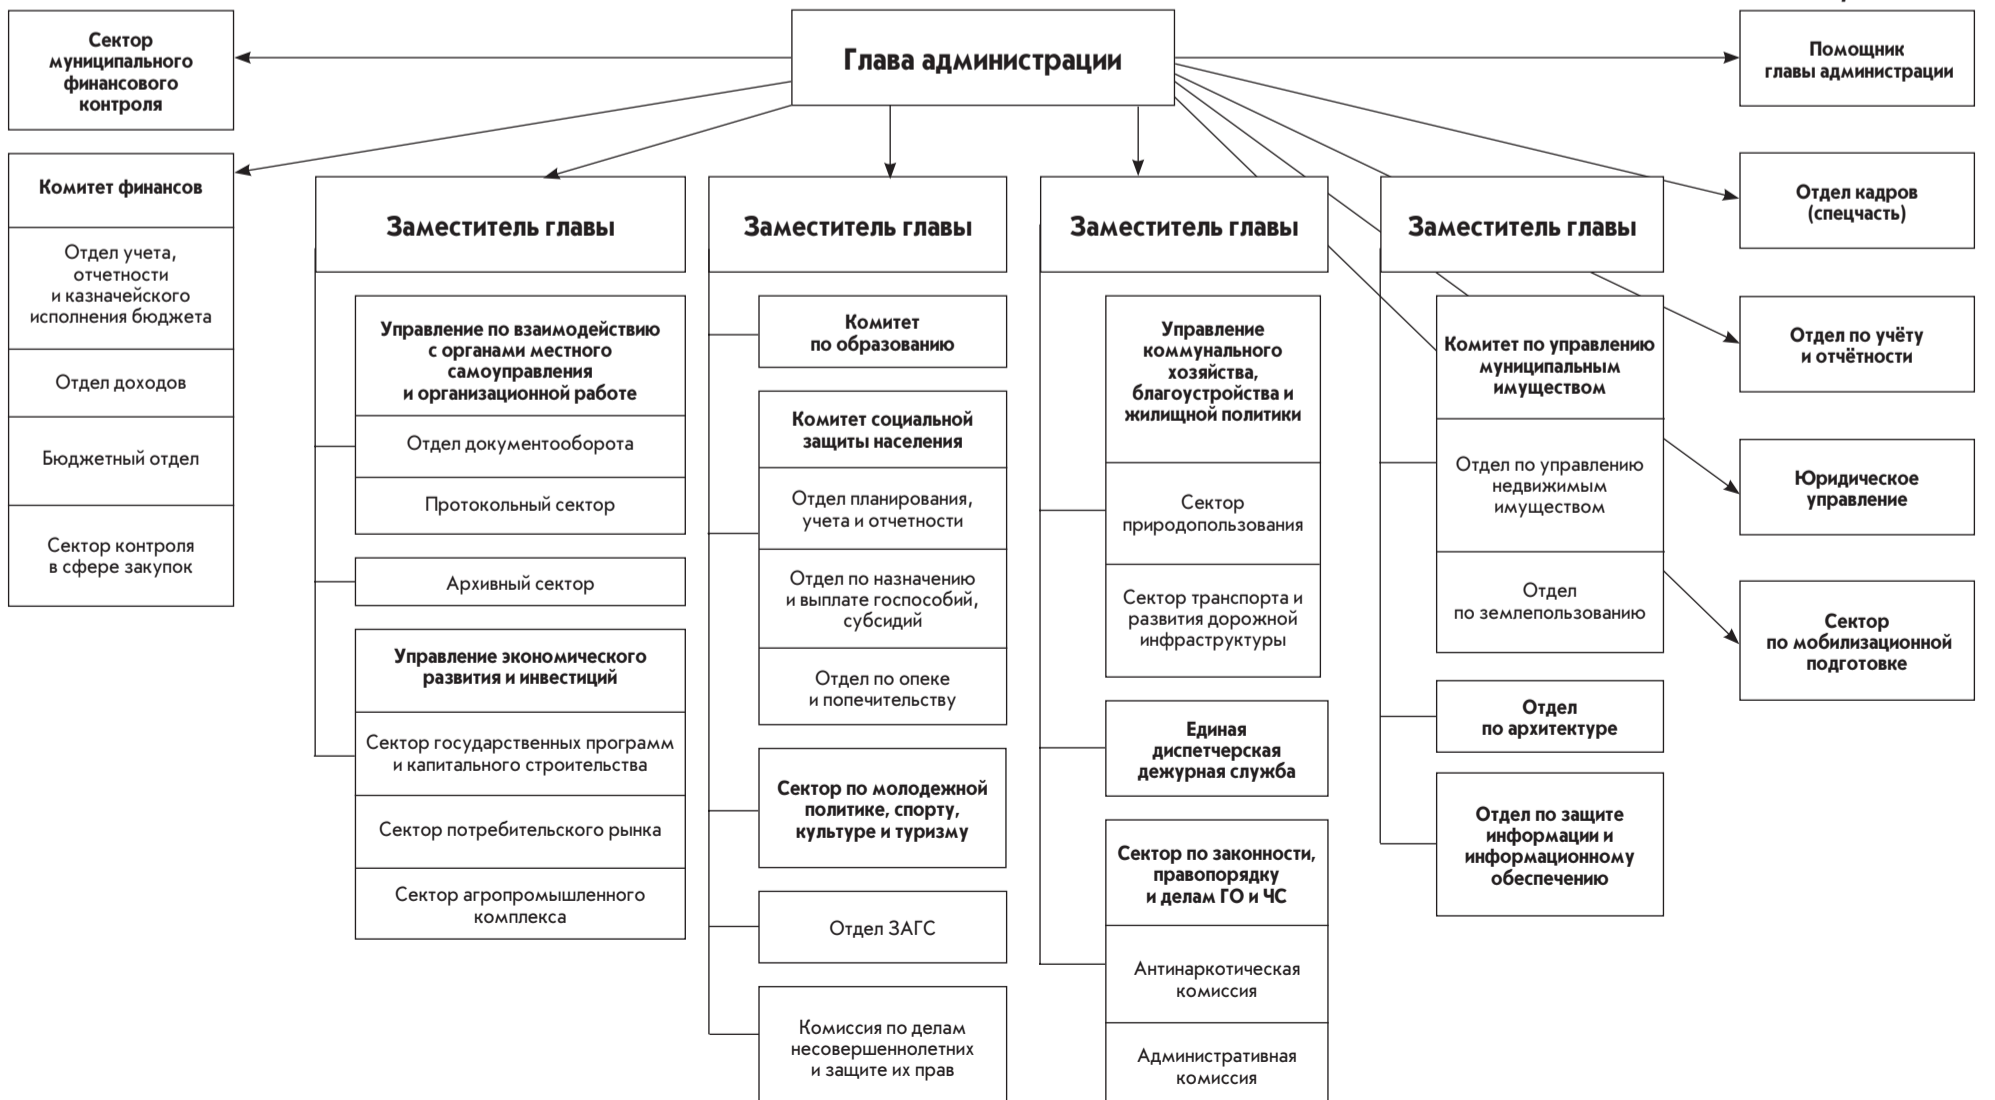 Глава администрации
Сектор
муниципального
финансового
контроля
Помощник
главы администрации
Комитет финансов
Отдел учета,
отчетности
и казначейского
исполнения бюджета
Отдел доходов
Бюджетный отдел
Сектор контроля
в сфере закупок
Заместитель главы
Управление по взаимодействию
с органами местного
самоуправления
и организационной работе
Отдел документооборота
Протокольный сектор
Архивный сектор
Управление экономического
развития и инвестиций
Сектор государственных программ
и капитального строительства
Сектор потребительского рынка
Сектор агропромышленного
комплекса
Заместитель главы
Комитет
по образованию
Комитет социальной
защиты населения
Отдел планирования,
учета и отчетности
Отдел по назначению
и выплате госпособий,
субсидий
Отдел по опеке
и попечительству
Сектор по молодежной
политике, спорту,
культуре и туризму
Отдел ЗАГС
Комиссия по делам
несовершеннолетних
и защите их прав
Заместитель главы
Управление
коммунального
хозяйства,
благоустройства и
жилищной политики
Сектор
природопользования
Сектор транспорта и
развития дорожной
инфраструктуры
Единая
диспетчерская
дежурная служба
Сектор по законности,
правопорядку
и делам ГО и ЧС
Антинаркотическая
комиссия
Административная
комиссия
Заместитель главы
Комитет по управлению
муниципальным
имуществом
Отдел по управлению
недвижимым
имуществом
Отдел
по землепользованию
Отдел
по архитектуре
Отдел по защите
информации и
информационному
обеспечению
Отдел кадров
(спецчасть)
Отдел по учёту
и отчётности
Юридическое
управление
Сектор
по мобилизационной
подготовке